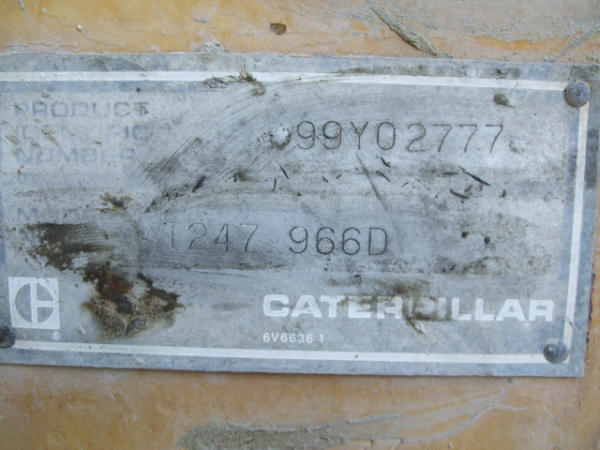 PRODUCT
IDENTIFIC
NUMBER
99Y02777
T247 966D
CATERPILLAR
6V6636 1